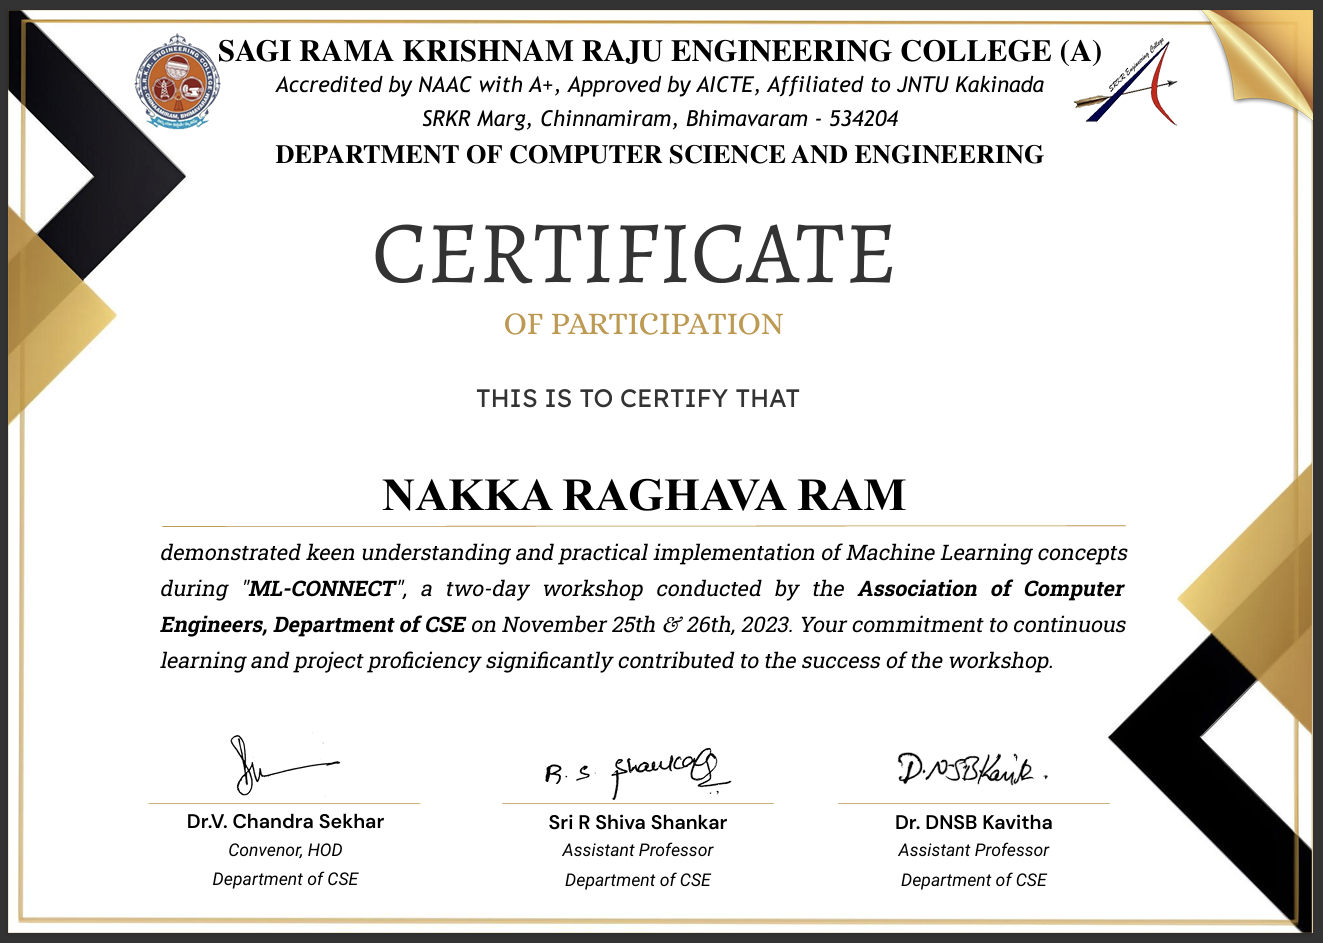 SAGI RAMA KRISHNAM RAJU ENGINEERING COLLEGE (A)
Accredited by NAAC with A+, Approved by AICTE, Affiliated to JNTU Kakinada
SRKR Marg, Chinnamiram, Bhimavaram - 534204
SRKR Engineering College
DEPARTMENT OF COMPUTER SCIENCE AND ENGINEERING
CERTIFICATE
OF PARTICIPATION
THIS IS TO CERTIFY THAT
NAKKA RAGHAVA RAM
demonstrated keen understanding and practical implementation of Machine Learning concepts
during "ML-CONNECT", a two-day workshop conducted by the Association of Computer
Engineers, Department of CSE on November 25th & 26th, 2023. Your commitment to continuous
learning and project proficiency significantly contributed to the success of the workshop.
R. S. Shankar
D.NSBKavitha.
Dr.V. Chandra Sekhar
Sri R Shiva Shankar
Dr. DNSB Kavitha
Convenor, HOD
Assistant Professor
Assistant Professor
Department of CSE
Department of CSE
Department of CSE